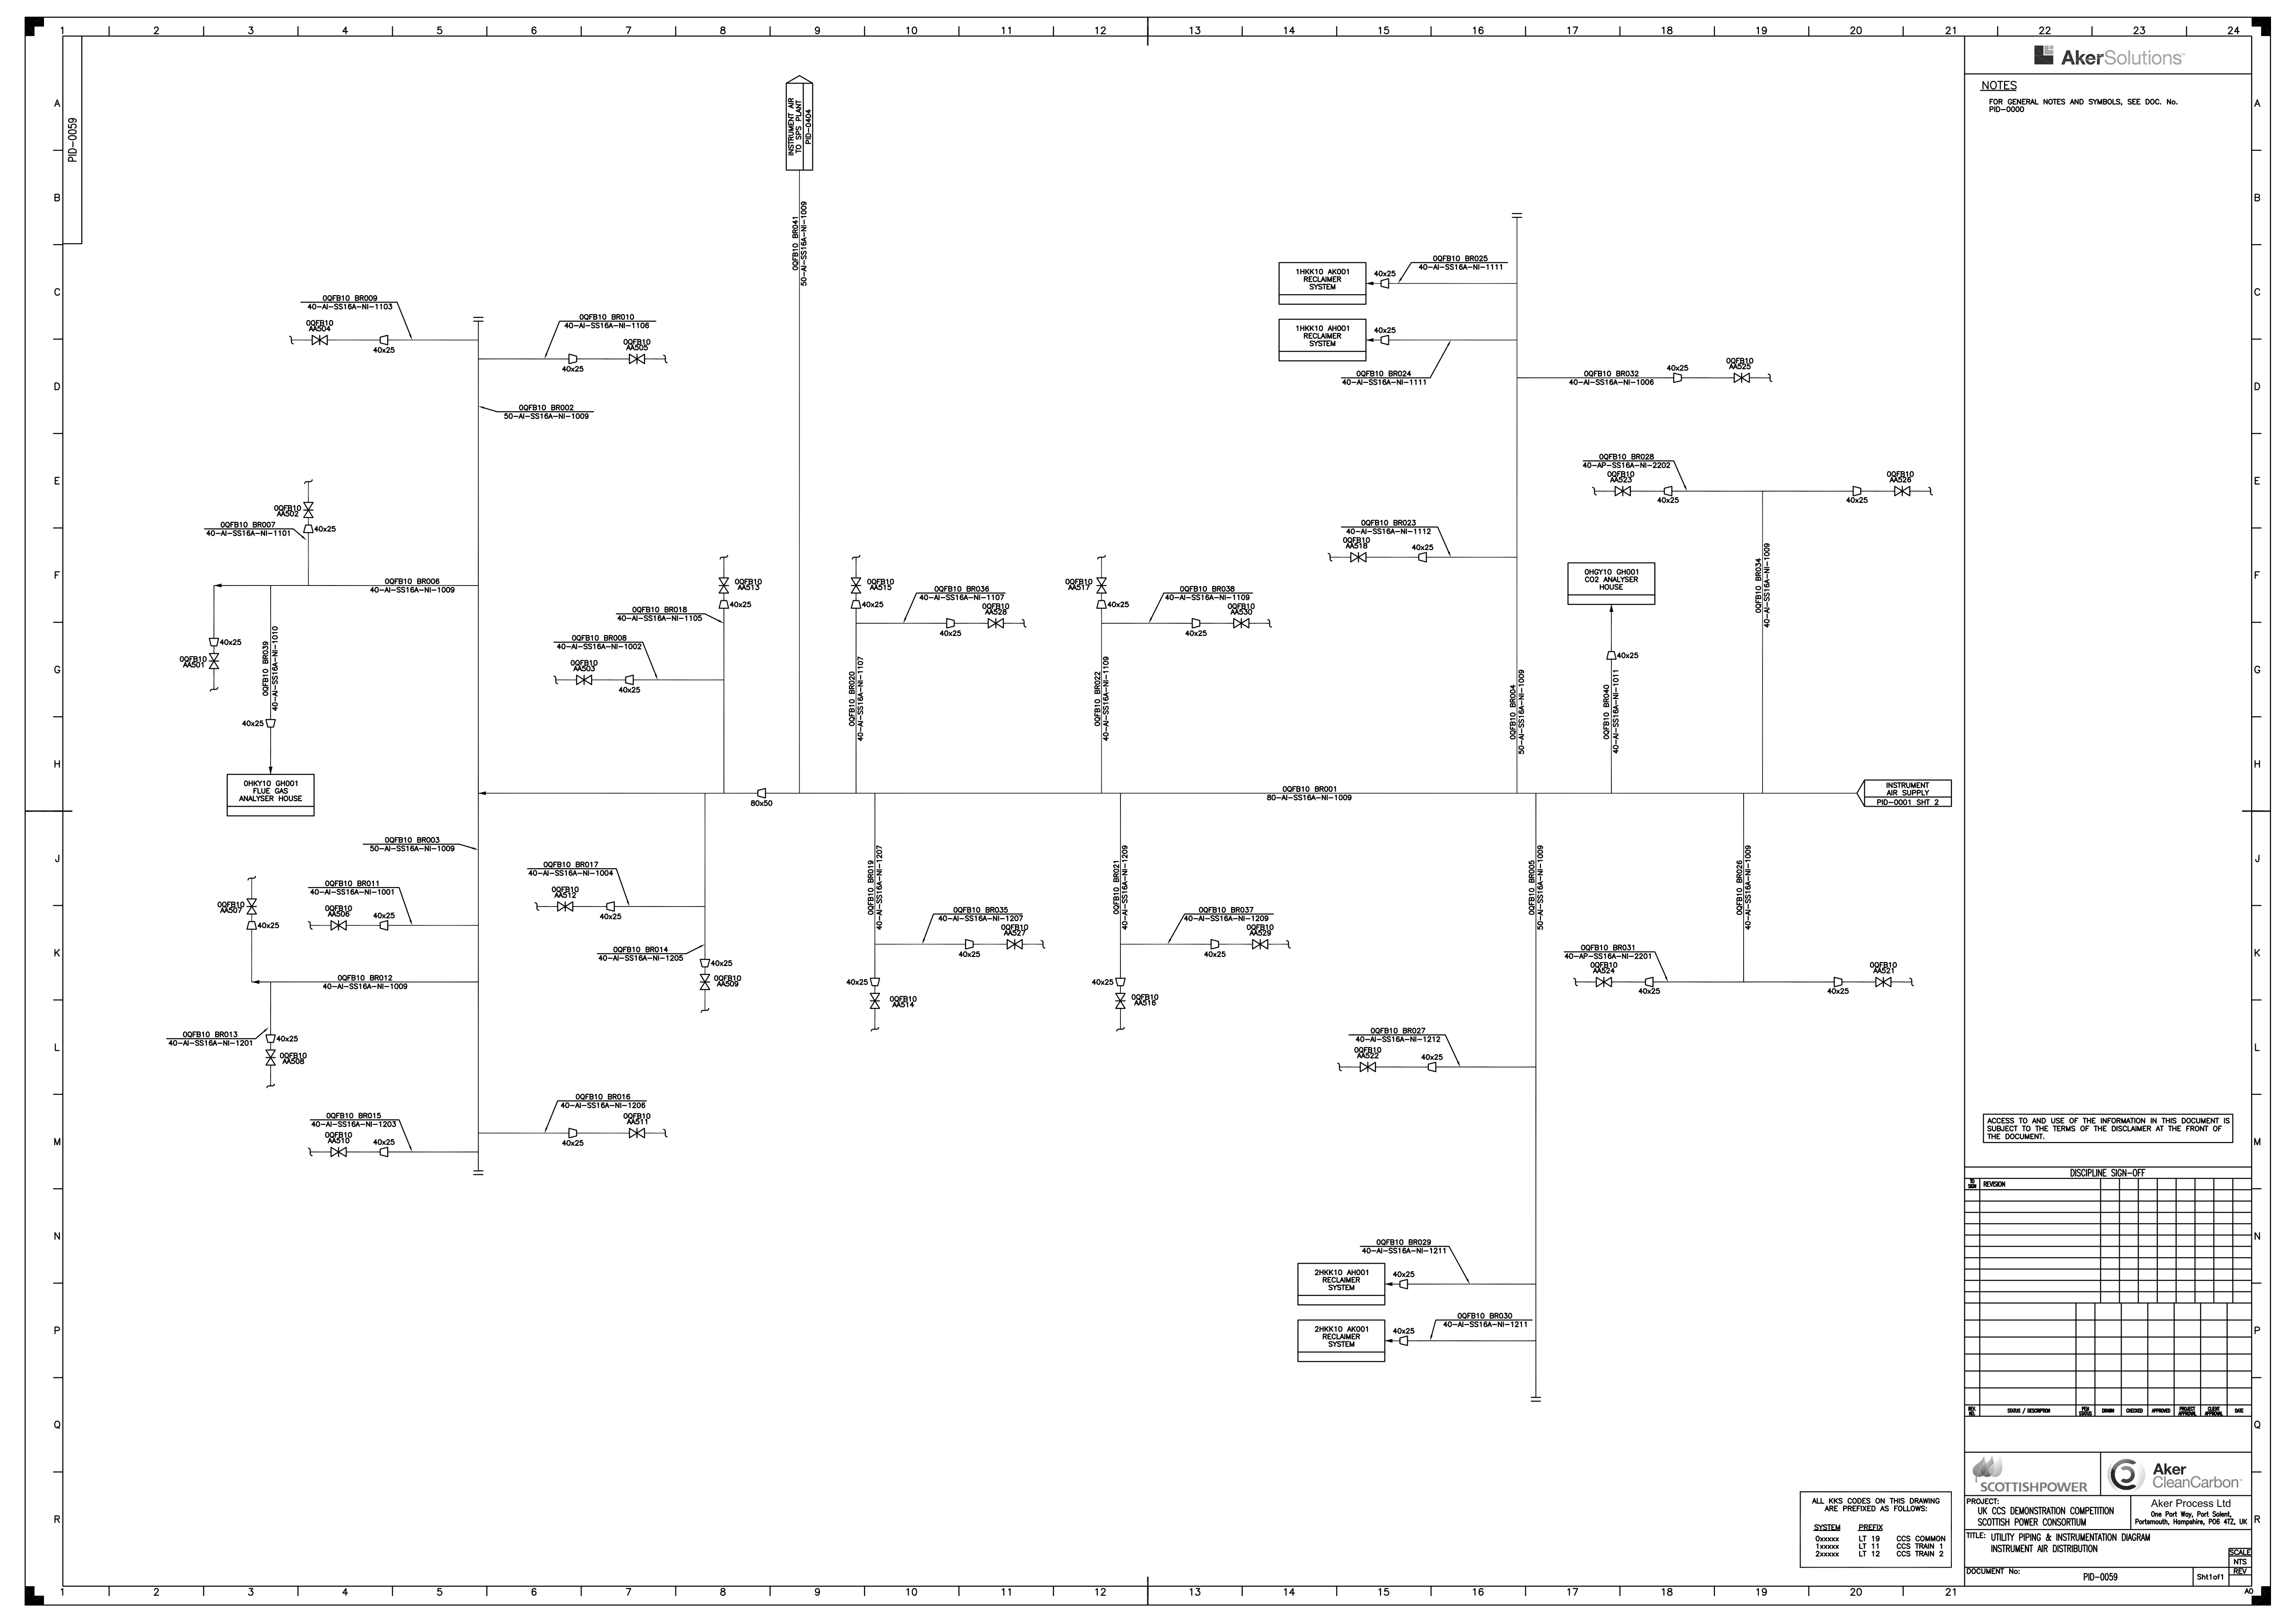 1 2 3 4 5 6 7 8 9 10 11 12 13 14 15 16 17 18 19 20 21 22 23 24
A
B
C
D
E
F
G
H
J
K
L
M
N
P
Q
R
PID-0059
INSTRUMENT AIR
TO SPS PLANT
PID-0404
0QFB10 BR041
50-AI-SS16A-NI-1009
0QFB10 BR009
40-AI-SS16A-NI-1103
0QFB10
AA504
40x25
0QFB10 BR010
40-AI-SS16A-NI-1106
0QFB10
AA505
40x25
0QFB10 BR002
50-AI-SS16A-NI-1009
0QFB10
AA502
40x25
0QFB10 BR007
40-AI-SS16A-NI-1101
0QFB10 BR006
40-AI-SS16A-NI-1009
40x25
0QFB10
AA501
0QFB10 BR039
40-AI-SS16A-NI-1010
40x25
0HKY10 GH001
FLUE GAS
ANALYSER HOUSE
0QFB10
AA513
40x25
0QFB10 BR018
40-AI-SS16A-NI-1105
0QFB10 BR008
40-AI-SS16A-NI-1002
0QFB10
AA503
40x25
0QFB10
AA515
40x25
0QFB10 BR036
40-AI-SS16A-NI-1107
0QFB10
AA528
40x25
0QFB10 BR020
40-AI-SS16A-NI-1107
0QFB10
AA517
40x25
0QFB10 BR038
40-AI-SS16A-NI-1109
0QFB10
AA530
40x25
0QFB10 BR022
40-AI-SS16A-NI-1109
1HKK10 AK001
RECLAIMER
SYSTEM
40x25
0QFB10 BR025
40-AI-SS16A-NI-1111
1HKK10 AH001
RECLAIMER
SYSTEM
40x25
0QFB10 BR024
40-AI-SS16A-NI-1111
0QFB10 BR032
40-AI-SS16A-NI-1006
40x25
0QFB10
AA525
0QFB10 BR028
40-AP-SS16A-NI-2202
0QFB10
AA523
40x25
40x25
0QFB10
AA526
0QFB10 BR023
40-AI-SS16A-NI-1112
0QFB10
AA518
40x25
0HGY10 GH001
CO2 ANALYSER
HOUSE
40x25
0QFB10 BR034
40-AI-SS16A-NI-1009
0QFB10 BR004
50-AI-SS16A-NI-1009
0QFB10 BR040
40-AI-SS16A-NI-1011
80x50
0QFB10 BR001
80-AI-SS16A-NI-1009
INSTRUMENT
AIR SUPPLY
PID-0001 SHT 2
0QFB10 BR003
50-AI-SS16A-NI-1009
0QFB10 BR011
40-AI-SS16A-NI-1001
0QFB10
AA506
40x25
0QFB10
AA507
40x25
0QFB10 BR012
40-AI-SS16A-NI-1009
0QFB10 BR013
40-AI-SS16A-NI-1201
40x25
0QFB10
AA508
0QFB10 BR015
40-AI-SS16A-NI-1203
0QFB10
AA510
40x25
0QFB10 BR016
40-AI-SS16A-NI-1206
0QFB10
AA511
40x25
0QFB10 BR017
40-AI-SS16A-NI-1004
0QFB10
AA512
40x25
0QFB10 BR014
40-AI-SS16A-NI-1205
40x25
0QFB10
AA509
0QFB10 BR019
40-AI-SS16A-NI-1207
0QFB10 BR035
40-AI-SS16A-NI-1207
0QFB10
AA527
40x25
40x25
0QFB10
AA514
0QFB10 BR021
40-AI-SS16A-NI-1209
0QFB10 BR037
40-AI-SS16A-NI-1209
0QFB10
AA529
40x25
40x25
0QFB10
AA516
0QFB10 BR005
50-AI-SS16A-NI-1009
0QFB10 BR026
40-AI-SS16A-NI-1009
0QFB10 BR031
40-AP-SS16A-NI-2201
0QFB10
AA524
40x25
40x25
0QFB10
AA521
0QFB10 BR027
40-AI-SS16A-NI-1212
0QFB10
AA522
40x25
0QFB10 BR029
40-AI-SS16A-NI-1211
2HKK10 AH001
RECLAIMER
SYSTEM
40x25
0QFB10 BR030
40-AI-SS16A-NI-1211
2HKK10 AK001
RECLAIMER
SYSTEM
40x25
ALL KKS CODES ON THIS DRAWING
ARE PREFIXED AS FOLLOWS:
SYSTEM PREFIX
0xxxxx LT 19 CCS COMMON
1xxxxx LT 11 CCS TRAIN 1
2xxxxx LT 12 CCS TRAIN 2
AkerSolutions™
NOTES
FOR GENERAL NOTES AND SYMBOLS, SEE DOC. No.
PID-0000
ACCESS TO AND USE OF THE INFORMATION IN THIS DOCUMENT IS
SUBJECT TO THE TERMS OF THE DISCLAIMER AT THE FRONT OF
THE DOCUMENT.
DISCIPLINE SIGN-OFF
TO SIGN REVISION
REV. NO. STATUS / DESCRIPTION PEM STATUS DRAWN CHECKED APPROVED PROJECT APPROVAL CLIENT APPROVAL DATE
SCOTTISHPOWER
Aker
CleanCarbon™
PROJECT:
UK CCS DEMONSTRATION COMPETITION
SCOTTISH POWER CONSORTIUM
Aker Process Ltd
One Port Way, Port Solent,
Portsmouth, Hampshire, PO6 4TZ, UK
TITLE: UTILITY PIPING & INSTRUMENTATION DIAGRAM
INSTRUMENT AIR DISTRIBUTION
SCALE
NTS
REV
DOCUMENT No:
PID-0059
Sht1of1
A0
1 2 3 4 5 6 7 8 9 10 11 12 13 14 15 16 17 18 19 20 21
A
B
C
D
E
F
G
H
J
K
L
M
N
P
Q
R